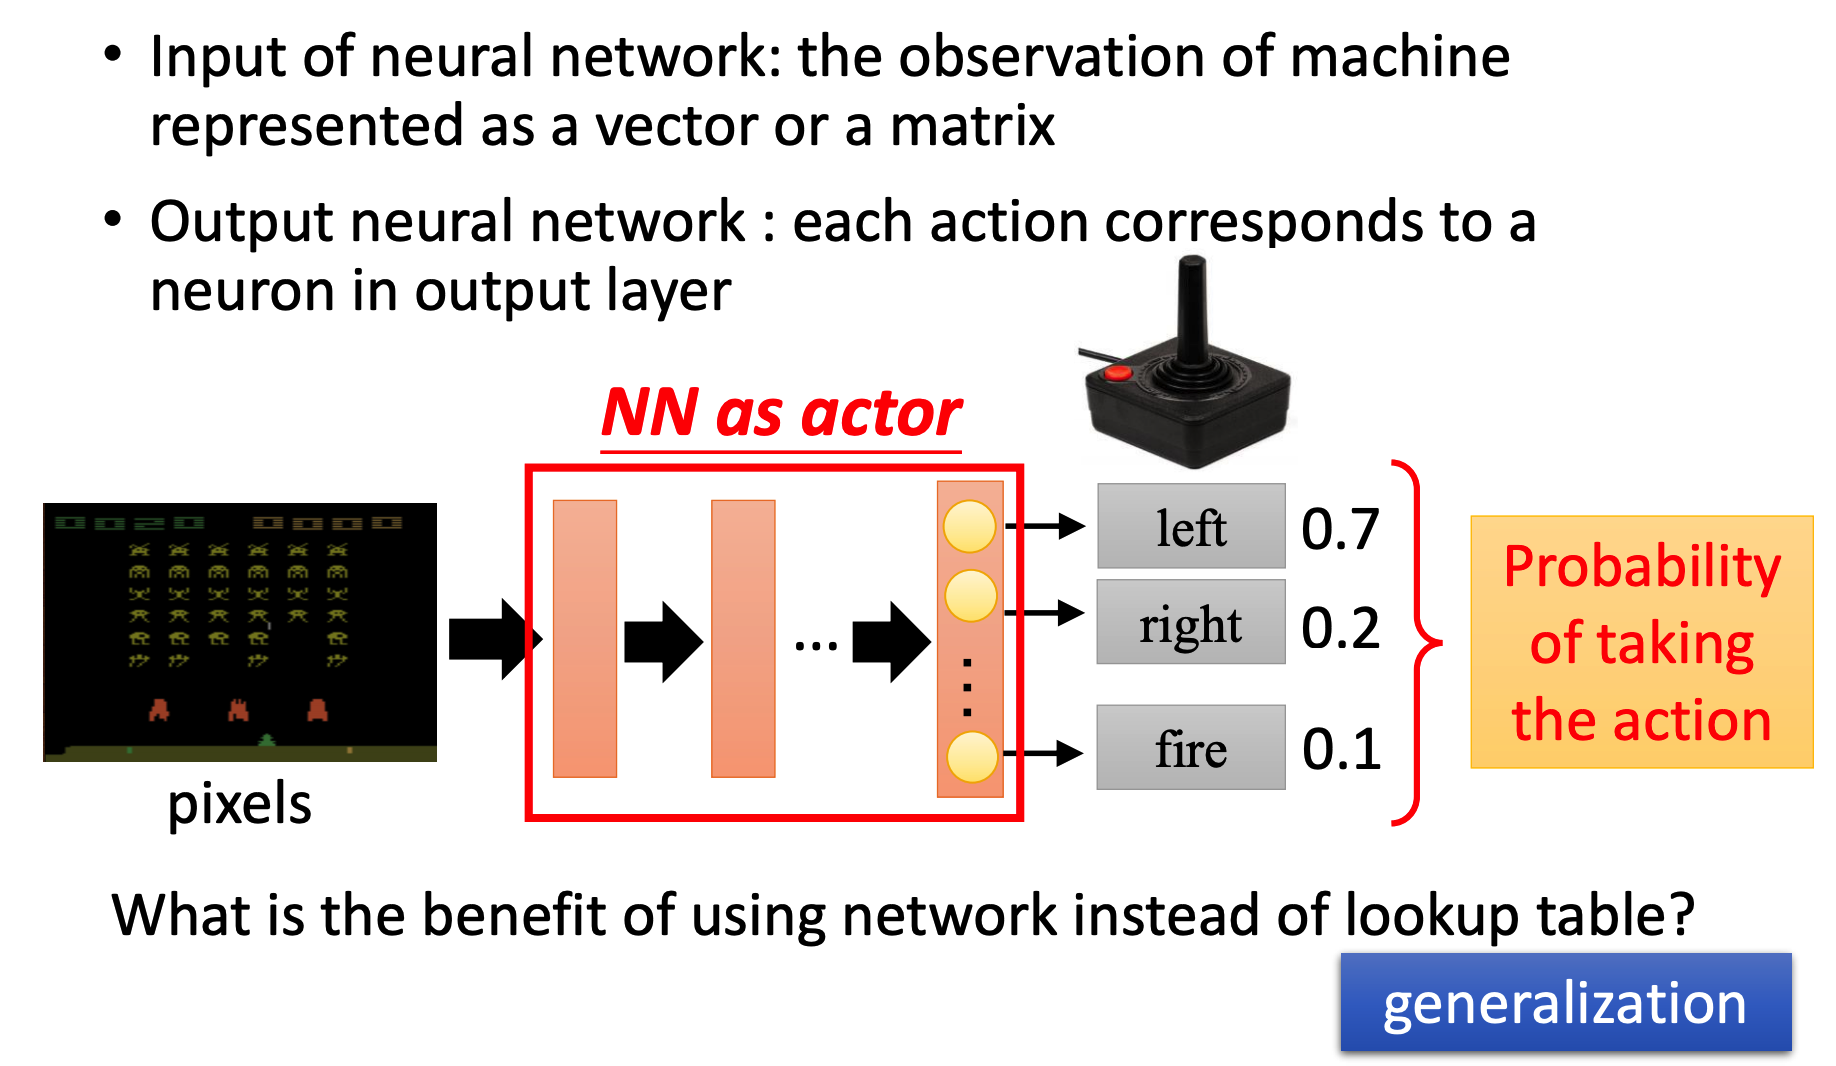 • Input of neural network: the observation of machine
represented as a vector or a matrix
• Output neural network : each action corresponds to a
neuron in output layer
NN as actor
0020 0000
left 0.7
right 0.2
fire 0.1
...
Probability
of taking
the action
pixels
What is the benefit of using network instead of lookup table?
generalization